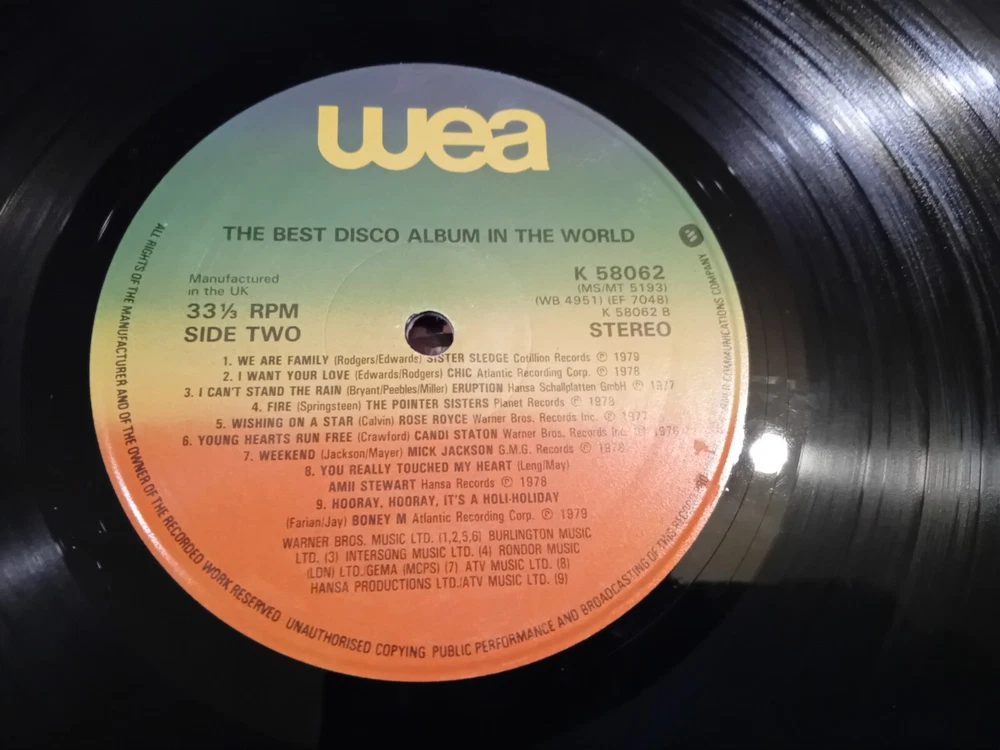 wea
THE BEST DISCO ALBUM IN THE WORLD
W
Manufactured
in the UK
33⅓ RPM
SIDE TWO
K 58062
(MS/MT 5193)
(WB 4951) (EF 7048)
K 58062 B
STEREO
1. WE ARE FAMILY (Rodgers/Edwards) SISTER SLEDGE Cotillion Records ℗ 1979
2. I WANT YOUR LOVE (Edwards/Rodgers) CHIC Atlantic Recording Corp. ℗ 1978
3. I CAN'T STAND THE RAIN (Bryant/Peebles/Miller) ERUPTION Hansa Schallplatten GmbH ℗ 1977
4. FIRE (Springsteen) THE POINTER SISTERS Planet Records ℗ 1978
5. WISHING ON A STAR (Calvin) ROSE ROYCE Warner Bros. Records Inc. ℗ 1977
6. YOUNG HEARTS RUN FREE (Crawford) CANDI STATON Warner Bros. Records Inc. ℗ 1976
7. WEEKEND (Jackson/Mayer) MICK JACKSON G.M.G. Records ℗ 1978
8. YOU REALLY TOUCHED MY HEART (Leng/May)
AMII STEWART Hansa Records ℗ 1978
9. HOORAY, HOORAY, IT'S A HOLI-HOLIDAY
(Farian/Jay) BONEY M Atlantic Recording Corp. ℗ 1979
WARNER BROS. MUSIC LTD. (1,2,5,6) BURLINGTON MUSIC
LTD. (3) INTERSONG MUSIC LTD. (4) RONDOR MUSIC
(LDN) LTD./GEMA (MCPS) (7) ATV MUSIC LTD. (8)
HANSA PRODUCTIONS LTD./ATV MUSIC LTD. (9)
ALL RIGHTS OF THE MANUFACTURER AND OF THE OWNER OF THE RECORDED WORK RESERVED UNAUTHORISED COPYING PUBLIC PERFORMANCE AND BROADCASTING OF THIS RECORD
COMMUNICATIONS COMPANY